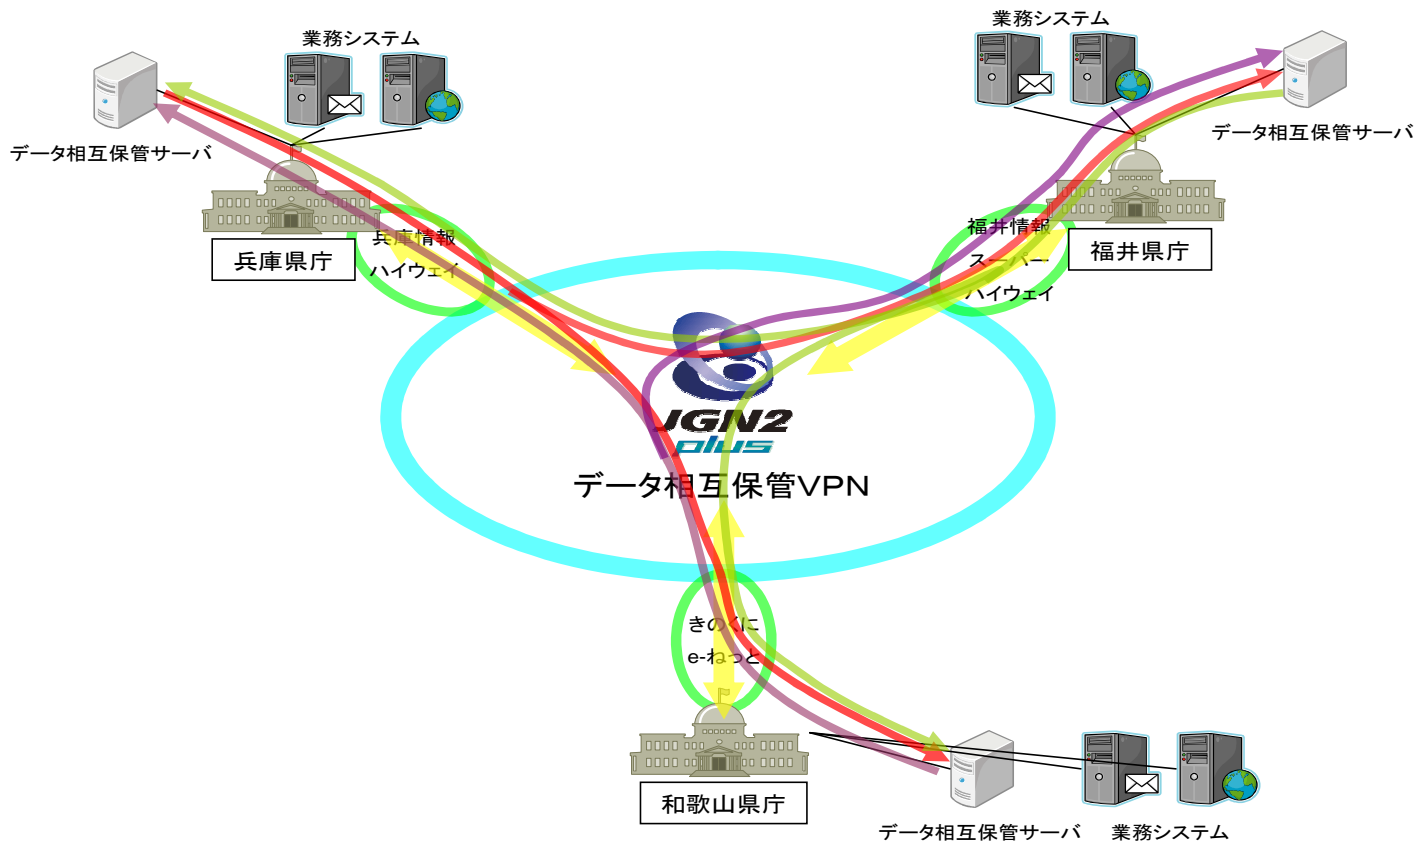 業務システム
業務システム
データ相互保管サーバ
データ相互保管サーバ
兵庫県庁
兵庫情報
ハイウェイ
福井情報
スーパー
ハイウェイ
福井県庁
JGN2
plus
データ相互保管VPN
きのくに
e-ねっと
和歌山県庁
データ相互保管サーバ
業務システム